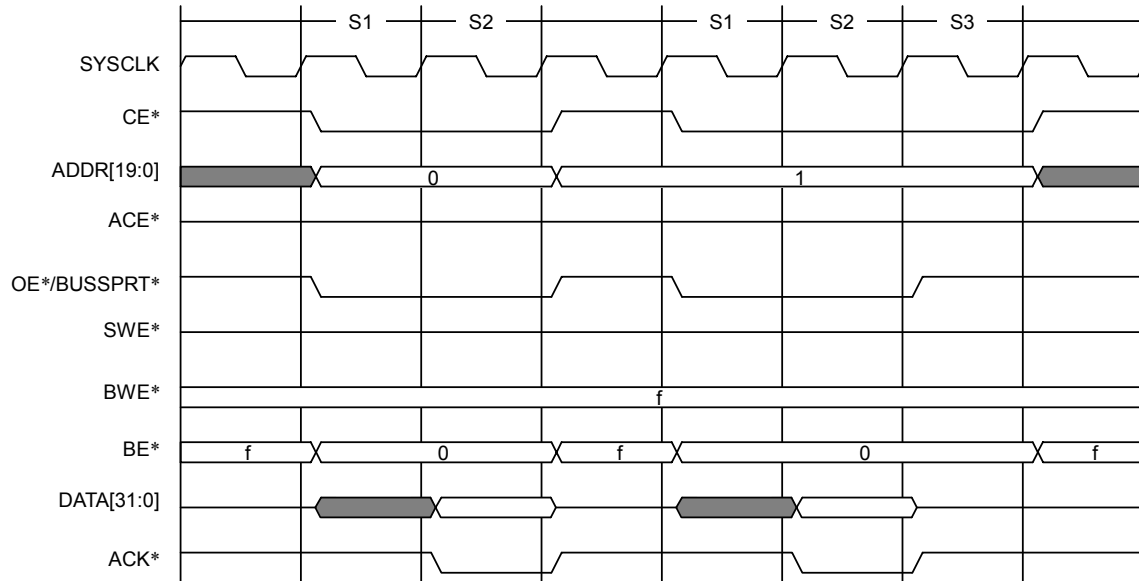 S1 S2 S1 S2 S3
SYSCLK
CE*
ADDR[19:0] 0 1
ACE*
OE*/BUSSPRT*
SWE*
BWE* f
BE* f 0 f 0 f
DATA[31:0]
ACK*